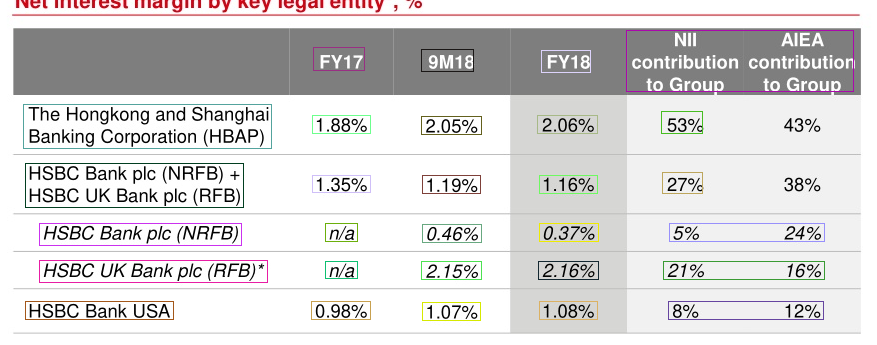 Net interest margin by key legal entity , %
FY17 9M18 FY18 NII contribution to Group AIEA contribution to Group
The Hongkong and Shanghai
Banking Corporation (HBAP) 1.88% 2.05% 2.06% 53% 43%
HSBC Bank plc (NRFB) +
HSBC UK Bank plc (RFB) 1.35% 1.19% 1.16% 27% 38%
HSBC Bank plc (NRFB) n/a 0.46% 0.37% 5% 24%
HSBC UK Bank plc (RFB)* n/a 2.15% 2.16% 21% 16%
HSBC Bank USA 0.98% 1.07% 1.08% 8% 12%